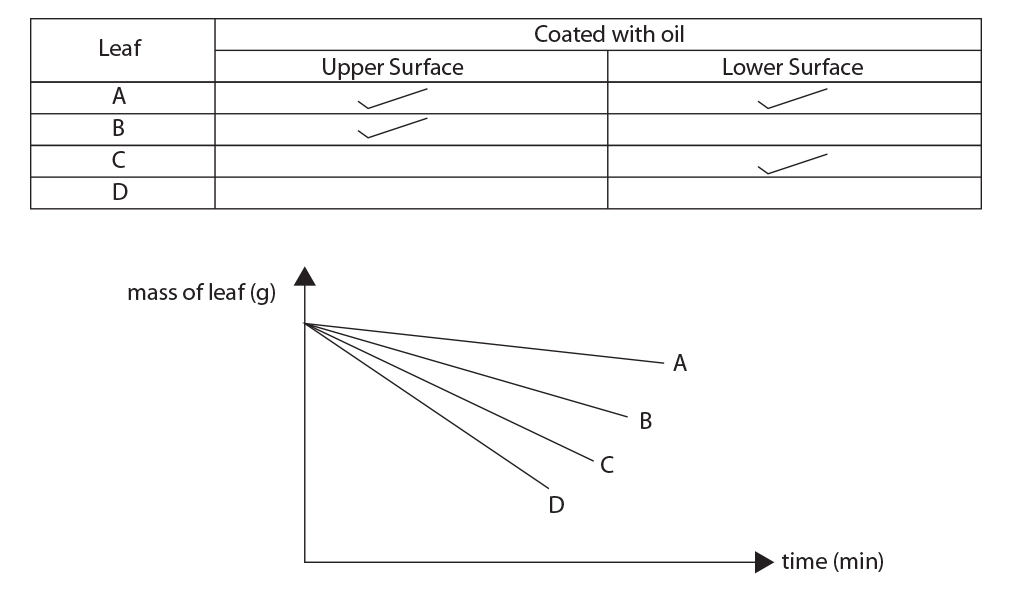 Leaf
Coated with oil
Upper Surface
Lower Surface
A
B
C
D
mass of leaf (g)
A
B
C
D
time (min)